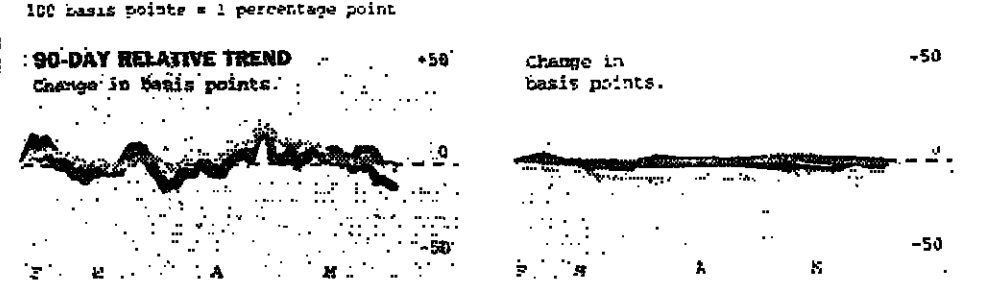 100 basis points = 1 percentage point
90-DAY RELATIVE TREND
Change in basis points.
+50
0
-50
A M
Change in
basis points.
+50
0
-50
M A M